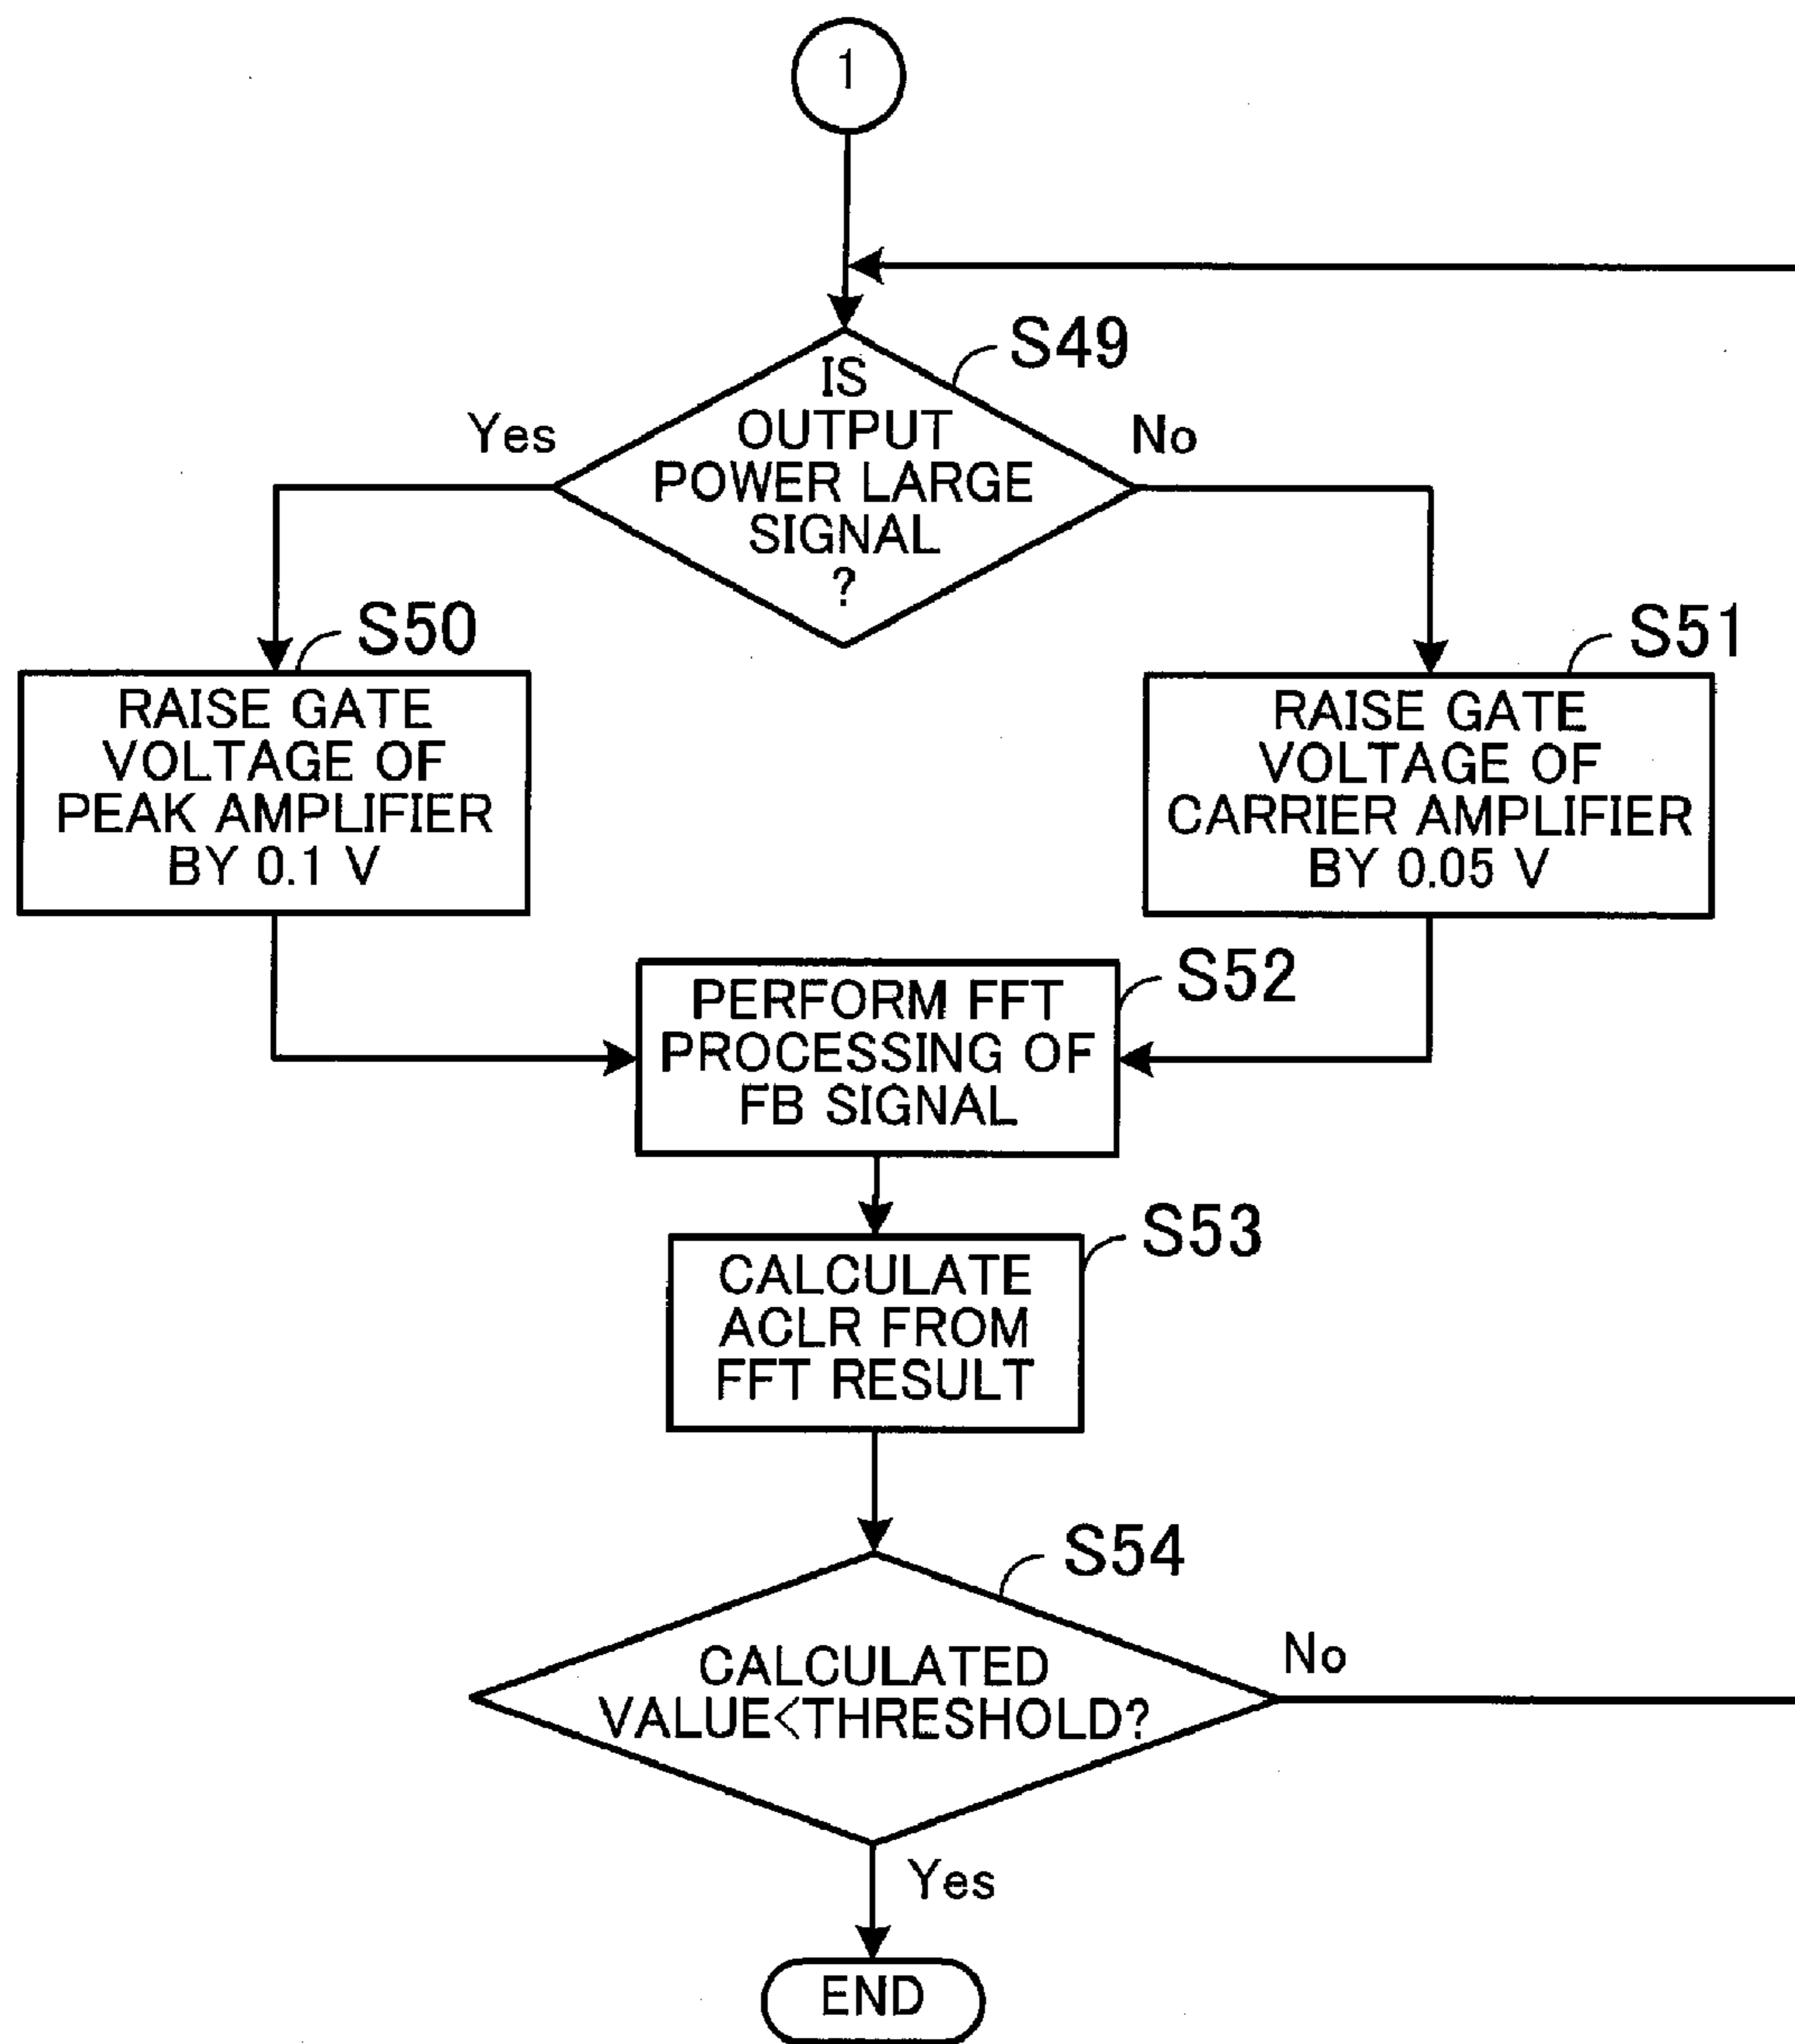 1
S49
IS
OUTPUT
POWER LARGE
SIGNAL
?
Yes
No
S50
RAISE GATE
VOLTAGE OF
PEAK AMPLIFIER
BY 0.1 V
S51
RAISE GATE
VOLTAGE OF
CARRIER AMPLIFIER
BY 0.05 V
S52
PERFORM FFT
PROCESSING OF
FB SIGNAL
S53
CALCULATE
ACLR FROM
FFT RESULT
S54
CALCULATED
VALUE<THRESHOLD?
No
Yes
END